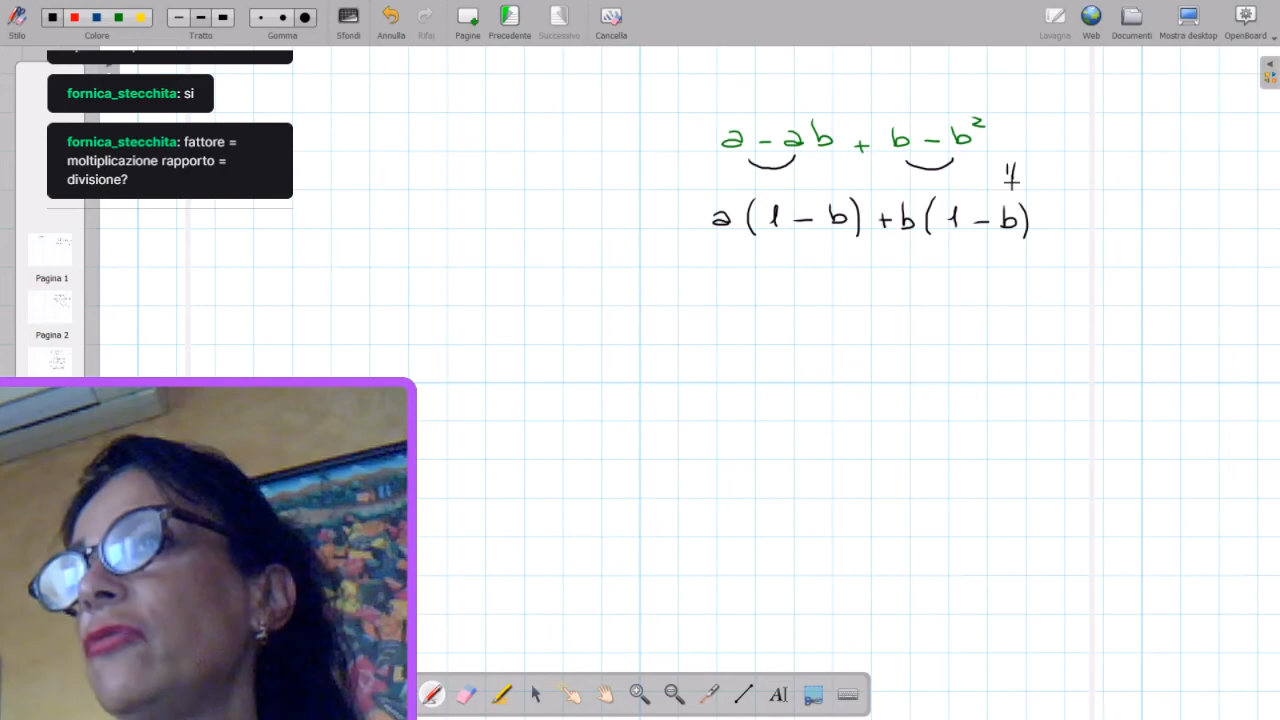 Stilo
Colore
Tratto
Gomma
Sfondi
Annulla
Rifai
Pagine
Precedente
Successivo
Cancella
Lavagna
Web
Documenti
Mostra desktop
OpenBoard
fornica_stecchita: si
fornica_stecchita: fattore =
moltiplicazione rapporto =
divisione?
Pagina 1
Pagina 2
a - ab + b - b²
a (1 - b) + b (1 - b)
AI